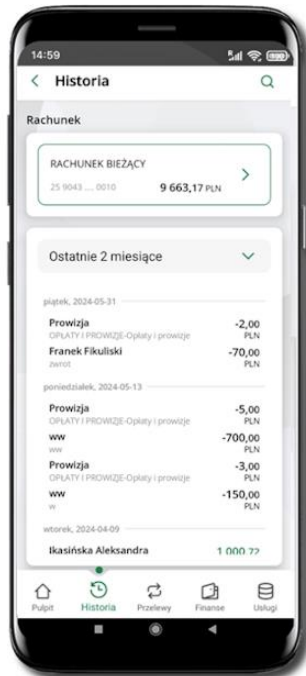 14:59
Historia
Rachunek
RACHUNEK BIEŻĄCY
25 9043 .... 0010 9 663,17 PLN
Ostatnie 2 miesiące
piątek, 2024-05-31
Prowizja -2,00
OPŁATY I PROWIZJE-Opłaty i prowizje PLN
Franek Fikuliski -70,00
zwrot PLN
poniedziałek, 2024-05-13
Prowizja -5,00
OPŁATY I PROWIZJE-Opłaty i prowizje PLN
ww -700,00
ww PLN
Prowizja -3,00
OPŁATY I PROWIZJE-Opłaty i prowizje PLN
ww -150,00
w PLN
wtorek, 2024-04-09
Ikasińska Aleksandra 1 000,72
Pulpit Historia Przelewy Finanse Usługi